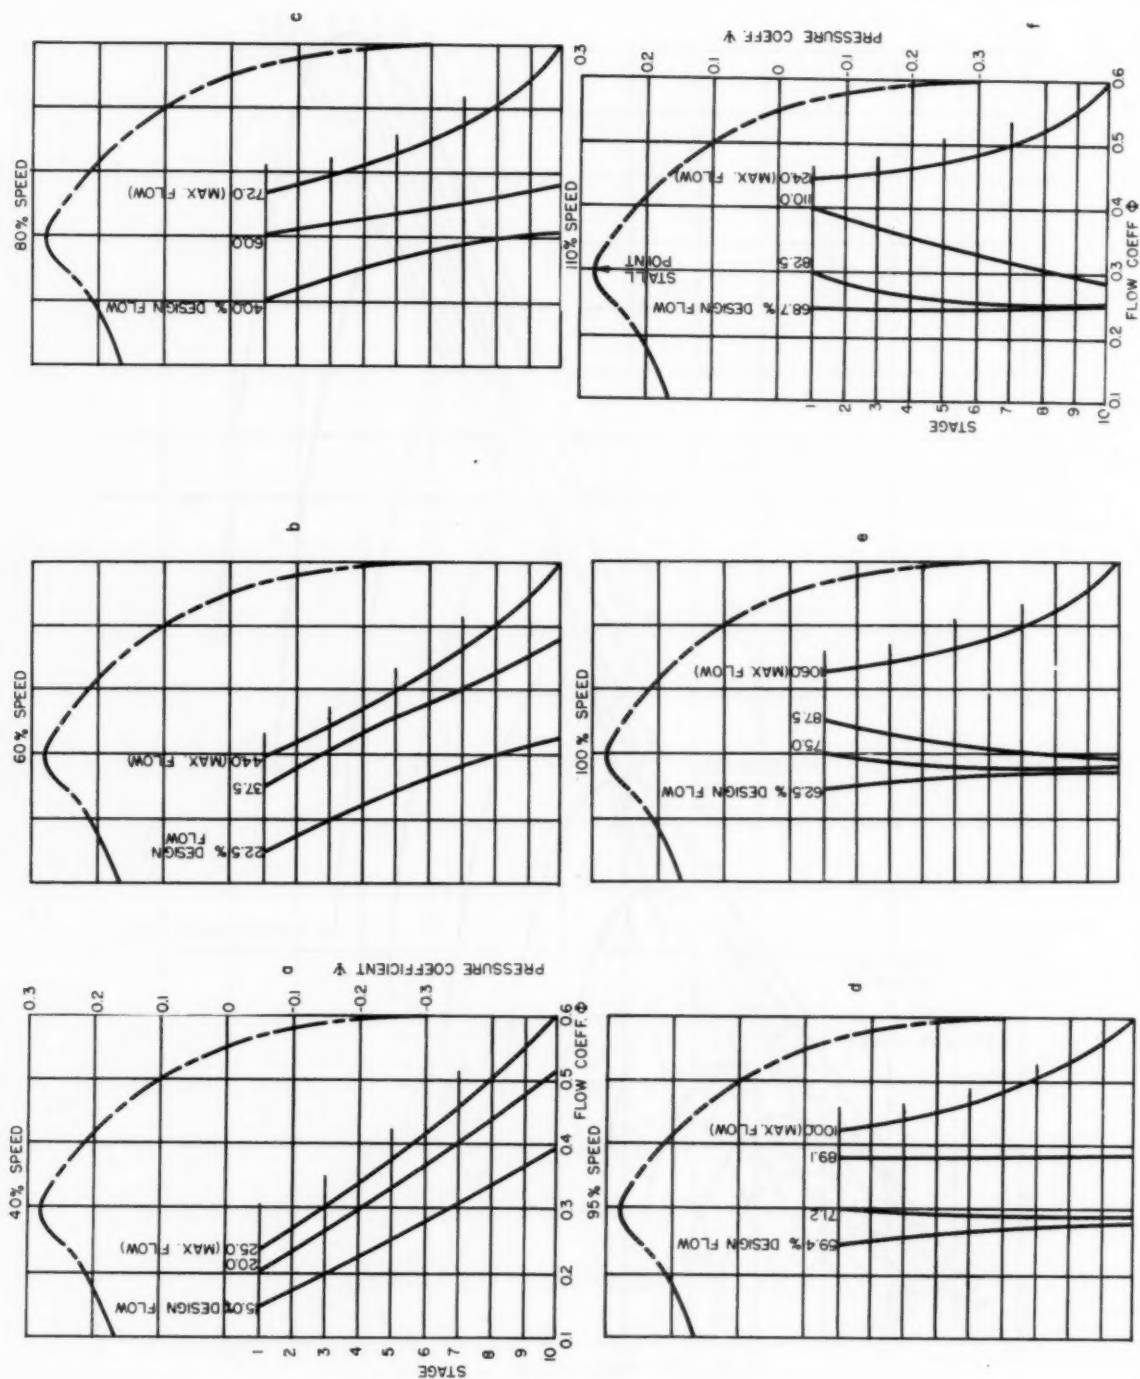 40% SPEED
0.3
0.2
0.1
0
-0.1
-0.2
-0.3
PRESSURE COEFFICIENT Ψ
a
15.0% DESIGN FLOW
20.0
25.0 (MAX. FLOW)
STAGE
1
2
3
4
5
6
7
8
9
10
0.1
0.2
0.3
0.4
0.5
0.6
FLOW COEFF. Φ
60% SPEED
b
22.5% DESIGN
FLOW
37.5
44.0 (MAX. FLOW)
80% SPEED
c
40.0 % DESIGN FLOW
60.0
72.0 (MAX. FLOW)
95% SPEED
d
59.4 % DESIGN FLOW
71.2
89.1
100.0 (MAX. FLOW)
100% SPEED
e
62.5 % DESIGN FLOW
75.0
87.5
106.0 (MAX. FLOW)
110% SPEED
0.3
0.2
0.1
0
-0.1
-0.2
-0.3
PRESSURE COEFF. Ψ
f
STALL
POINT
68.7 % DESIGN FLOW
82.5
110.0
124.0 (MAX. FLOW)
STAGE
1
2
3
4
5
6
7
8
9
10
0.1
0.2
0.3
0.4
0.5
0.6
FLOW COEFF Φ